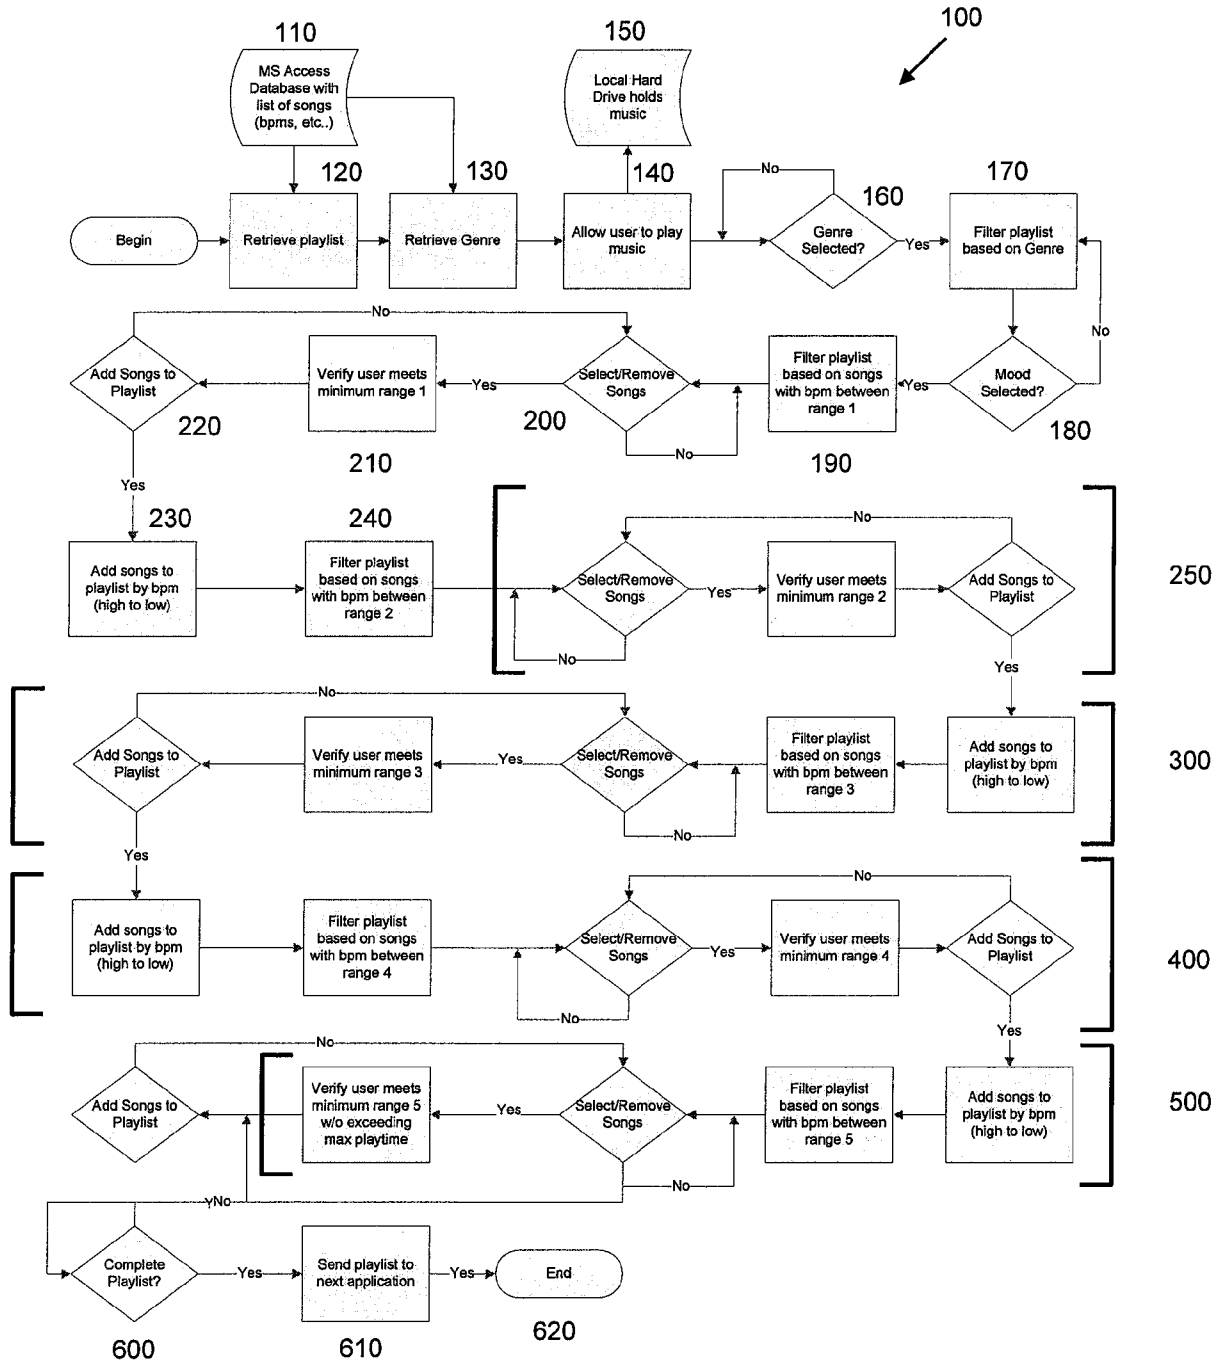 100
110
150
MS Access
Database with
list of songs
(bpms, etc..)
Local Hard
Drive holds
music
120
130
140
No
160
170
Begin
Retrieve playlist
Retrieve Genre
Allow user to play
music
Genre
Selected?
Yes
Filter playlist
based on Genre
No
No
Add Songs to
Playlist
Verify user meets
minimum range 1
Yes
Select/Remove
Songs
Filter playlist
based on songs
with bpm between
range 1
Yes
Mood
Selected?
220
200
180
210
No
190
Yes
230
240
No
250
Add songs to
playlist by bpm
(high to low)
Filter playlist
based on songs
with bpm between
range 2
Select/Remove
Songs
Yes
Verify user meets
minimum range 2
Add Songs to
Playlist
No
Yes
No
300
Add Songs to
Playlist
Verify user meets
minimum range 3
Yes
Select/Remove
Songs
Filter playlist
based on songs
with bpm between
range 3
Add songs to
playlist by bpm
(high to low)
No
Yes
No
400
Add songs to
playlist by bpm
(high to low)
Filter playlist
based on songs
with bpm between
range 4
Select/Remove
Songs
Yes
Verify user meets
minimum range 4
Add Songs to
Playlist
No
Yes
No
500
Add Songs to
Playlist
Verify user meets
minimum range 5
w/o exceeding
max playtime
Yes
Select/Remove
Songs
Filter playlist
based on songs
with bpm between
range 5
Add songs to
playlist by bpm
(high to low)
No
yNo
Complete
Playlist?
Yes
Send playlist to
next application
Yes
End
600
610
620